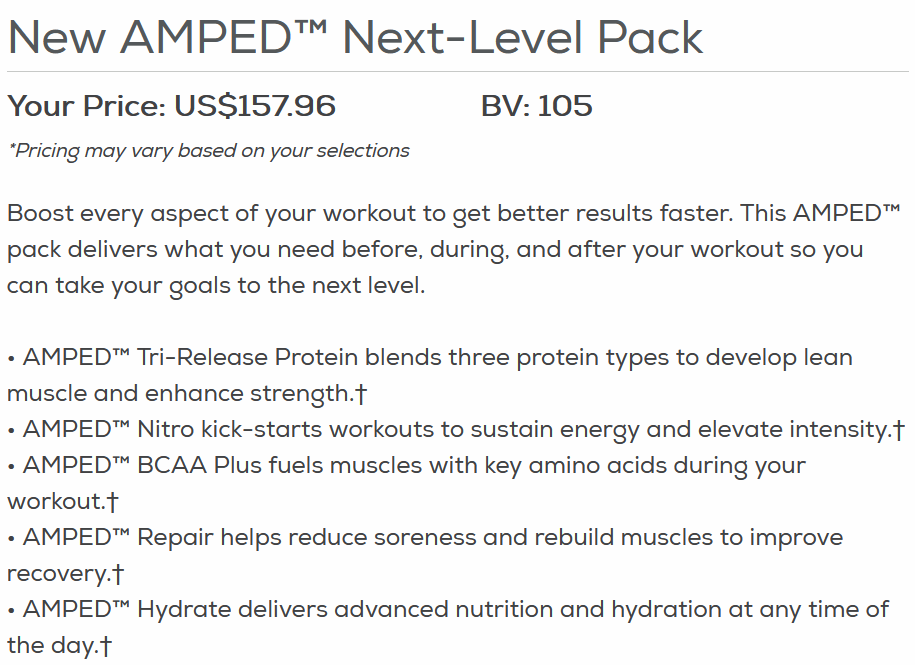 New AMPED™ Next-Level Pack
Your Price: US$157.96 BV: 105
*Pricing may vary based on your selections
Boost every aspect of your workout to get better results faster. This AMPED™
pack delivers what you need before, during, and after your workout so you
can take your goals to the next level.
• AMPED™ Tri-Release Protein blends three protein types to develop lean
muscle and enhance strength.†
• AMPED™ Nitro kick-starts workouts to sustain energy and elevate intensity.†
• AMPED™ BCAA Plus fuels muscles with key amino acids during your
workout.†
• AMPED™ Repair helps reduce soreness and rebuild muscles to improve
recovery.†
• AMPED™ Hydrate delivers advanced nutrition and hydration at any time of
the day.†